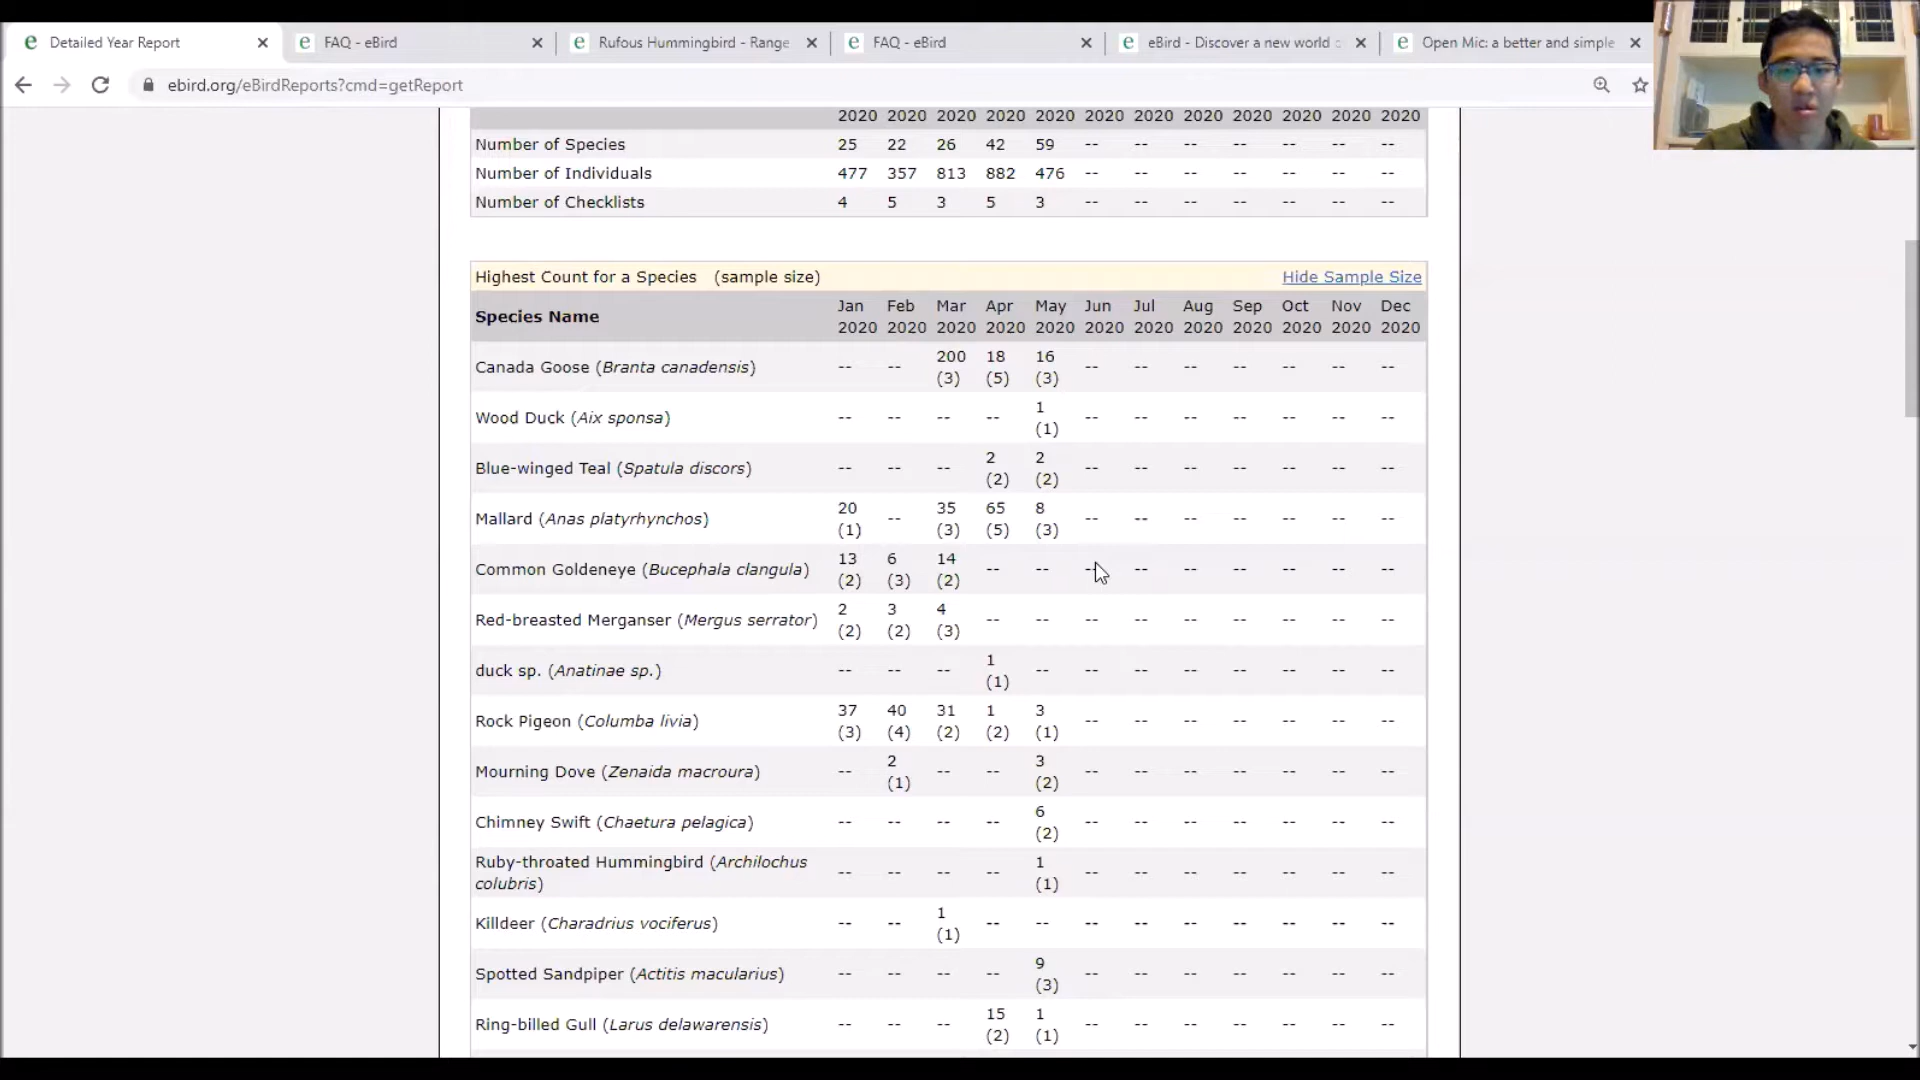 Detailed Year Report FAQ - eBird Rufous Hummingbird - Range FAQ - eBird eBird - Discover a new world Open Mic: a better and simple
ebird.org/eBirdReports?cmd=getReport
2020 2020 2020 2020 2020 2020 2020 2020 2020 2020 2020 2020
Number of Species 25 22 26 42 59 -- -- -- -- -- -- --
Number of Individuals 477 357 813 882 476 -- -- -- -- -- -- --
Number of Checklists 4 5 3 5 3 -- -- -- -- -- -- --
Highest Count for a Species (sample size) Hide Sample Size
Jan Feb Mar Apr May Jun Jul Aug Sep Oct Nov Dec
Species Name
2020 2020 2020 2020 2020 2020 2020 2020 2020 2020 2020 2020
200 18 16
Canada Goose (Branta canadensis) -- -- -- -- -- -- -- -- --
(3) (5) (3)
1
Wood Duck (Aix sponsa) -- -- -- -- -- -- -- -- -- -- --
(1)
2 2
Blue-winged Teal (Spatula discors) -- -- -- -- -- -- -- -- -- --
(2) (2)
20 35 65 8
Mallard (Anas platyrhynchos) -- -- -- -- -- -- -- --
(1) (3) (5) (3)
13 6 14
Common Goldeneye (Bucephala clangula) -- -- -- -- -- -- -- -- --
(2) (3) (2)
2 3 4
Red-breasted Merganser (Mergus serrator) -- -- -- -- -- -- -- -- --
(2) (2) (3)
1
duck sp. (Anatinae sp.) -- -- -- -- -- -- -- -- -- -- --
(1)
37 40 31 1 3
Rock Pigeon (Columba livia) -- -- -- -- -- -- --
(3) (4) (2) (2) (1)
2 3
Mourning Dove (Zenaida macroura) -- -- -- -- -- -- -- -- -- --
(1) (2)
6
Chimney Swift (Chaetura pelagica) -- -- -- -- -- -- -- -- -- -- --
(2)
Ruby-throated Hummingbird (Archilochus 1
-- -- -- -- -- -- -- -- -- -- --
colubris) (1)
1
Killdeer (Charadrius vociferus) -- -- -- -- -- -- -- -- -- -- --
(1)
9
Spotted Sandpiper (Actitis macularius) -- -- -- -- -- -- -- -- -- -- --
(3)
15 1
Ring-billed Gull (Larus delawarensis) -- -- -- -- -- -- -- -- -- --
(2) (1)